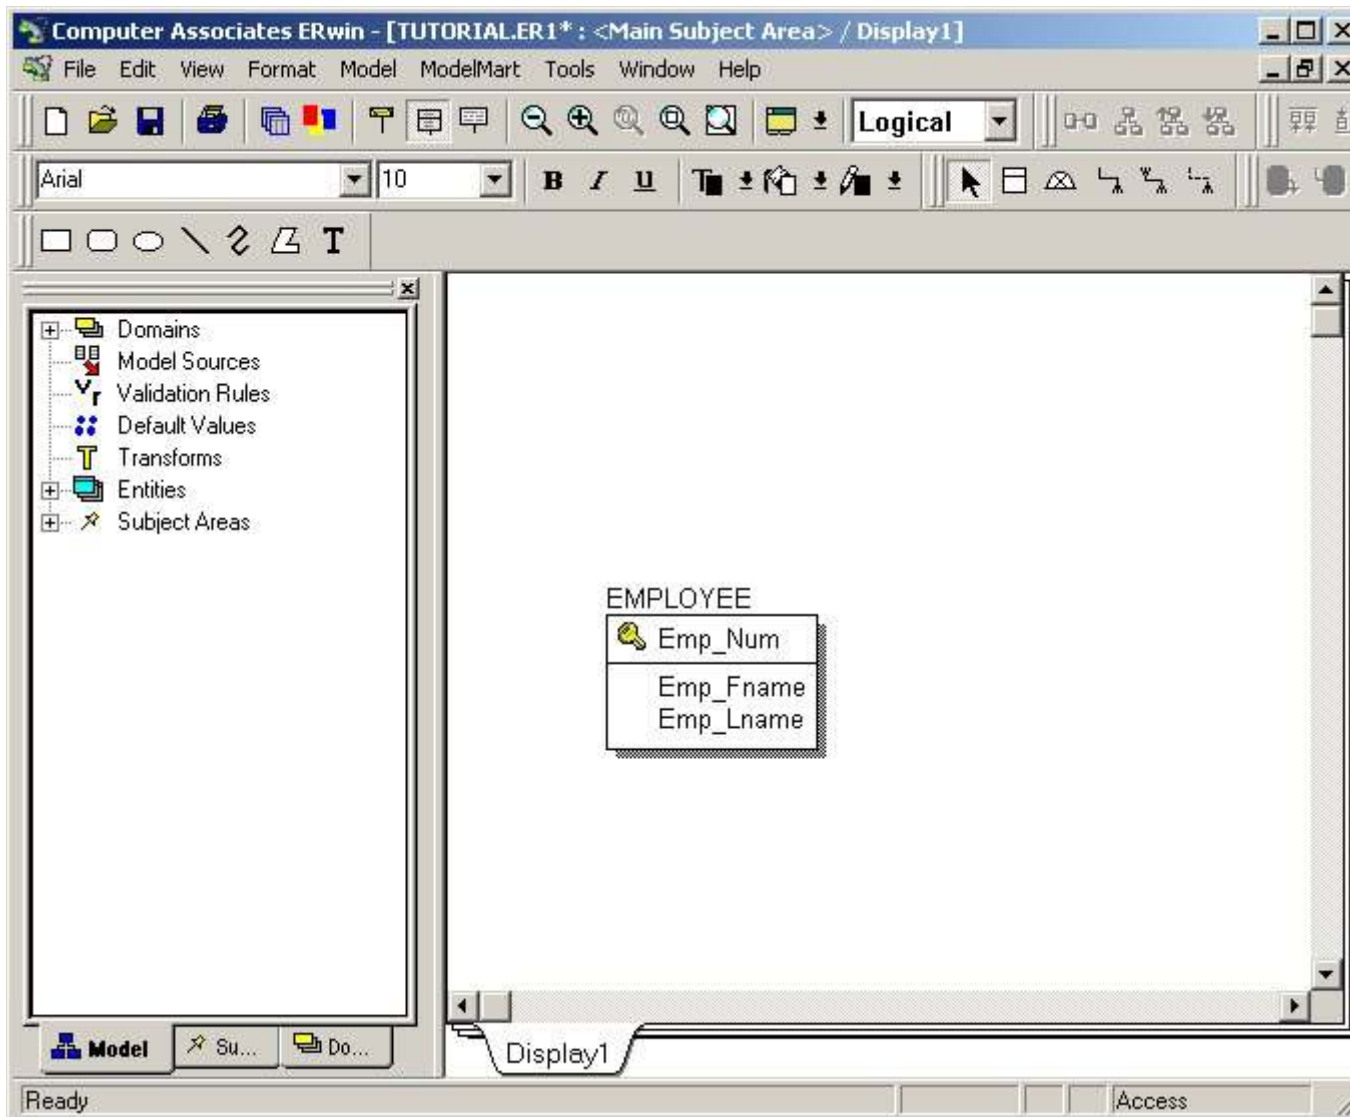 Computer Associates ERwin - [TUTORIAL.ER1* : <Main Subject Area> / Display1]
File Edit View Format Model ModelMart Tools Window Help
Logical
Arial 10 B I U T
T
Domains
Model Sources
Validation Rules
Default Values
Transforms
Entities
Subject Areas
EMPLOYEE
Emp_Num
Emp_Fname
Emp_Lname
Model Su... Do...
Display1
Ready Access